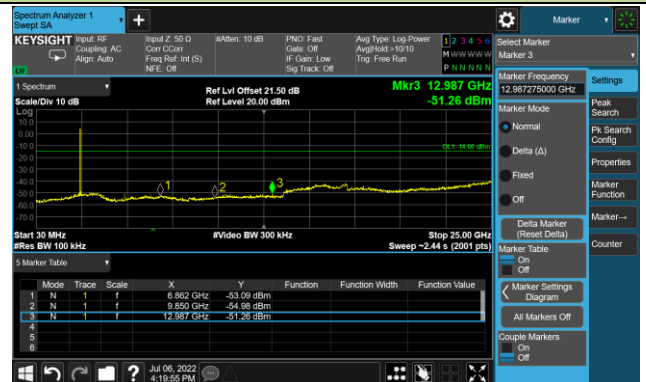 Spectrum Analyzer 1
Swept SA
Marker
KEYSIGHT
Input: RF
Coupling: AC
Align: Auto
Input Z: 50 Ω
Corr CCorr
Freq Ref: Int (S)
NFE: Off
#Atten: 10 dB
PNO: Fast
Gate: Off
IF Gain: Low
Sig Track: Off
Avg Type: Log-Power
Avg|Hold:>10/10
Trig: Free Run
1 2 3 4 5 6
M W W W W W
P N N N N N
LW
Select Marker
Marker 3
1 Spectrum
Scale/Div 10 dB
Ref Lvl Offset 21.50 dB
Ref Level 20.00 dBm
Mkr3 12.987 GHz
-51.26 dBm
Log
10.0
0.00
-10.0
-20.0
-30.0
-40.0
-50.0
-60.0
-70.0
1
2
3
Start 30 MHz
#Res BW 100 kHz
#Video BW 300 kHz
Stop 25.00 GHz
Sweep ~2.44 s (2001 pts)
5 Marker Table
Mode Trace Scale X Y Function Function Width Function Value
1 N 1 f 6.862 GHz -53.09 dBm
2 N 1 f 9.850 GHz -54.98 dBm
3 N 1 f 12.987 GHz -51.26 dBm
4
5
6
Marker Frequency
12.987275000 GHz
Marker Mode
Normal
Delta (Δ)
Fixed
Off
Delta Marker
(Reset Delta)
Marker Table
On
Off
Marker Settings
Diagram
All Markers Off
Couple Markers
On
Off
Settings
Peak
Search
Pk Search
Config
Properties
Marker
Function
Marker→
Counter
?
Jul 06, 2022
4:19:55 PM